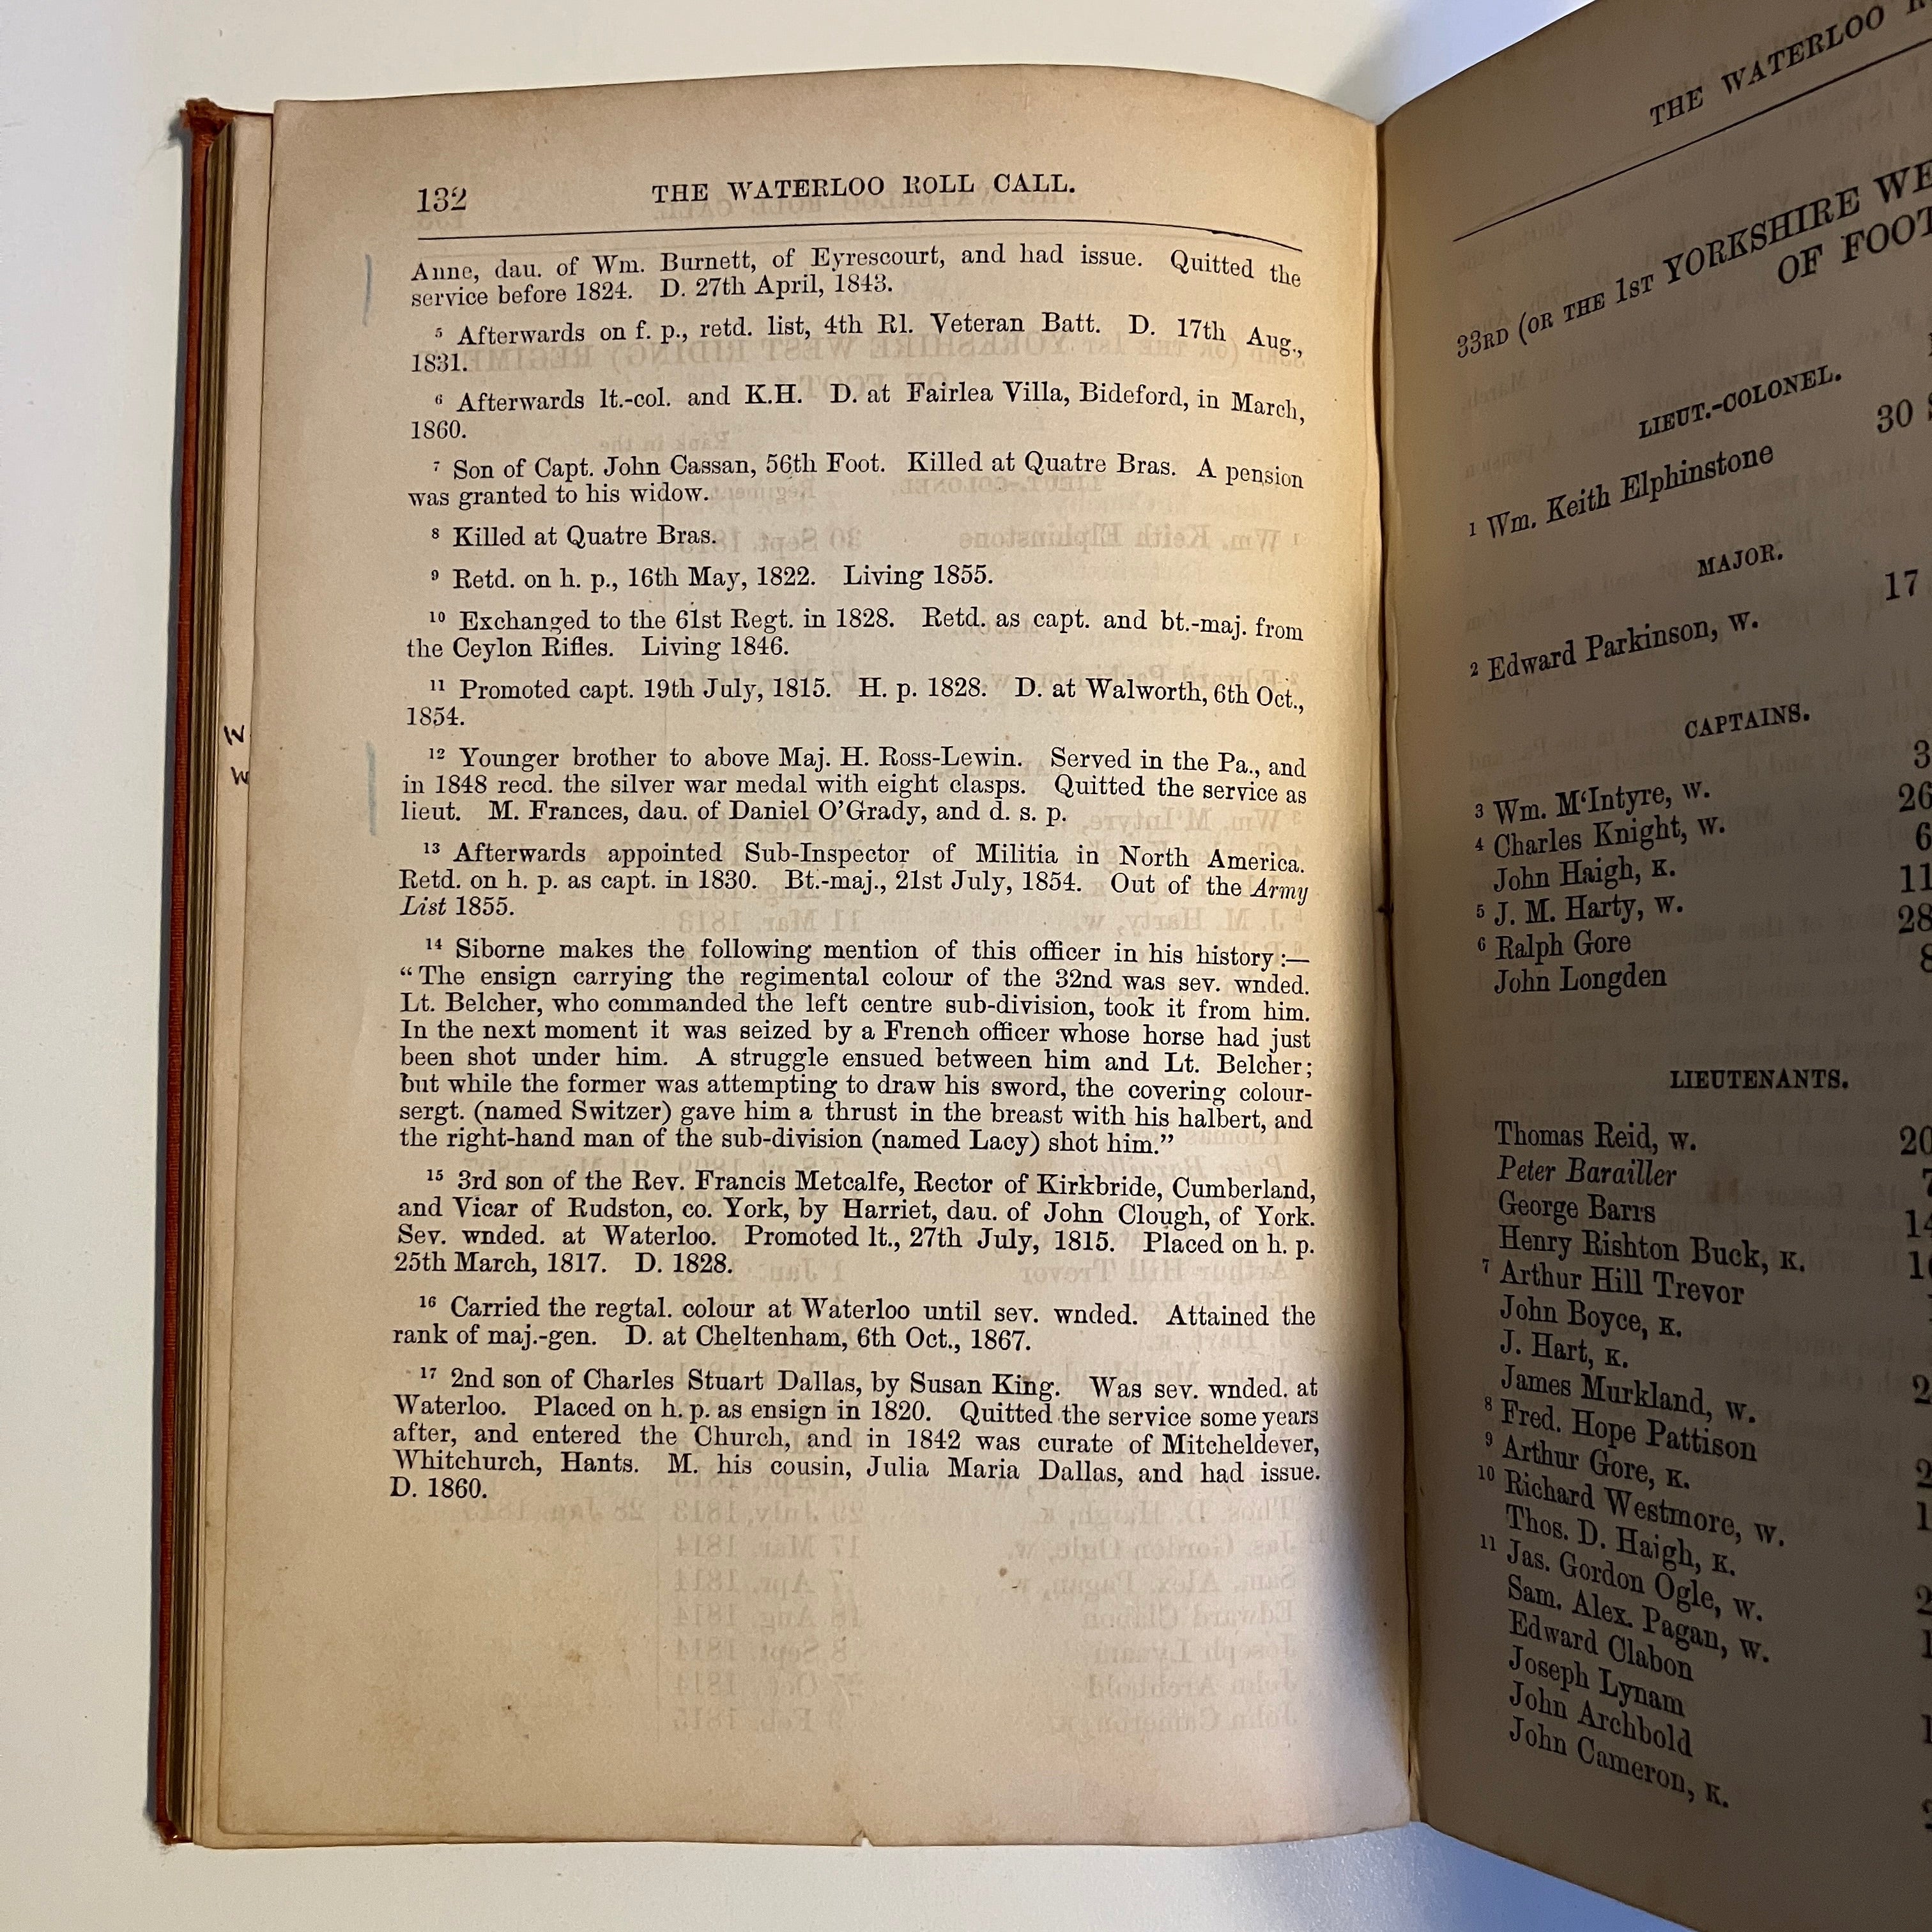 132 THE WATERLOO ROLL CALL.
Anne, dau. of Wm. Burnett, of Eyrescourt, and had issue. Quitted the
service before 1824. D. 27th April, 1843.
5 Afterwards on f. p., retd. list, 4th Rl. Veteran Batt. D. 17th Aug.,
1831.
6 Afterwards lt.-col. and K.H. D. at Fairlea Villa, Bideford, in March,
1860.
7 Son of Capt. John Cassan, 56th Foot. Killed at Quatre Bras. A pension
was granted to his widow.
8 Killed at Quatre Bras.
9 Retd. on h. p., 16th May, 1822. Living 1855.
10 Exchanged to the 61st Regt. in 1828. Retd. as capt. and bt.-maj. from
the Ceylon Rifles. Living 1846.
11 Promoted capt. 19th July, 1815. H. p. 1828. D. at Walworth, 6th Oct.,
1854.
12 Younger brother to above Maj. H. Ross-Lewin. Served in the Pa., and
in 1848 recd. the silver war medal with eight clasps. Quitted the service as
lieut. M. Frances, dau. of Daniel O'Grady, and d. s. p.
13 Afterwards appointed Sub-Inspector of Militia in North America.
Retd. on h. p. as capt. in 1830. Bt.-maj., 21st July, 1854. Out of the Army
List 1855.
14 Siborne makes the following mention of this officer in his history:—
"The ensign carrying the regimental colour of the 32nd was sev. wnded.
Lt. Belcher, who commanded the left centre sub-division, took it from him.
In the next moment it was seized by a French officer whose horse had just
been shot under him. A struggle ensued between him and Lt. Belcher;
but while the former was attempting to draw his sword, the covering colour-
sergt. (named Switzer) gave him a thrust in the breast with his halbert, and
the right-hand man of the sub-division (named Lacy) shot him."
15 3rd son of the Rev. Francis Metcalfe, Rector of Kirkbride, Cumberland,
and Vicar of Rudston, co. York, by Harriet, dau. of John Clough, of York.
Sev. wnded. at Waterloo. Promoted lt., 27th July, 1815. Placed on h. p.
25th March, 1817. D. 1828.
16 Carried the regtal. colour at Waterloo until sev. wnded. Attained the
rank of maj.-gen. D. at Cheltenham, 6th Oct., 1867.
17 2nd son of Charles Stuart Dallas, by Susan King. Was sev. wnded. at
Waterloo. Placed on h. p. as ensign in 1820. Quitted the service some years
after, and entered the Church, and in 1842 was curate of Mitcheldever,
Whitchurch, Hants. M. his cousin, Julia Maria Dallas, and had issue.
D. 1860.
THE WATERLOO
33RD (OR THE 1ST YORKSHIRE WE
OF FOOT
LIEUT.-COLONEL.
1 Wm. Keith Elphinstone 30
MAJOR.
2 Edward Parkinson, W. 17
CAPTAINS.
3 Wm. M'Intyre, W. 3
4 Charles Knight, W. 26
John Haigh, K. 6
5 J. M. Harty, W. 11
6 Ralph Gore 28
John Longden 8
LIEUTENANTS.
Thomas Reid, W. 20
Peter Barailler 7
George Barrs 14
Henry Rishton Buck, K.
7 Arthur Hill Trevor
John Boyce, K.
J. Hart, K.
James Murkland, W.
8 Fred. Hope Pattison
9 Arthur Gore, K.
10 Richard Westmore, W.
Thos. D. Haigh, K.
11 Jas. Gordon Ogle, W.
Sam. Alex. Pagan, W.
Edward Clabon
Joseph Lynam
John Archbold
John Cameron, K.